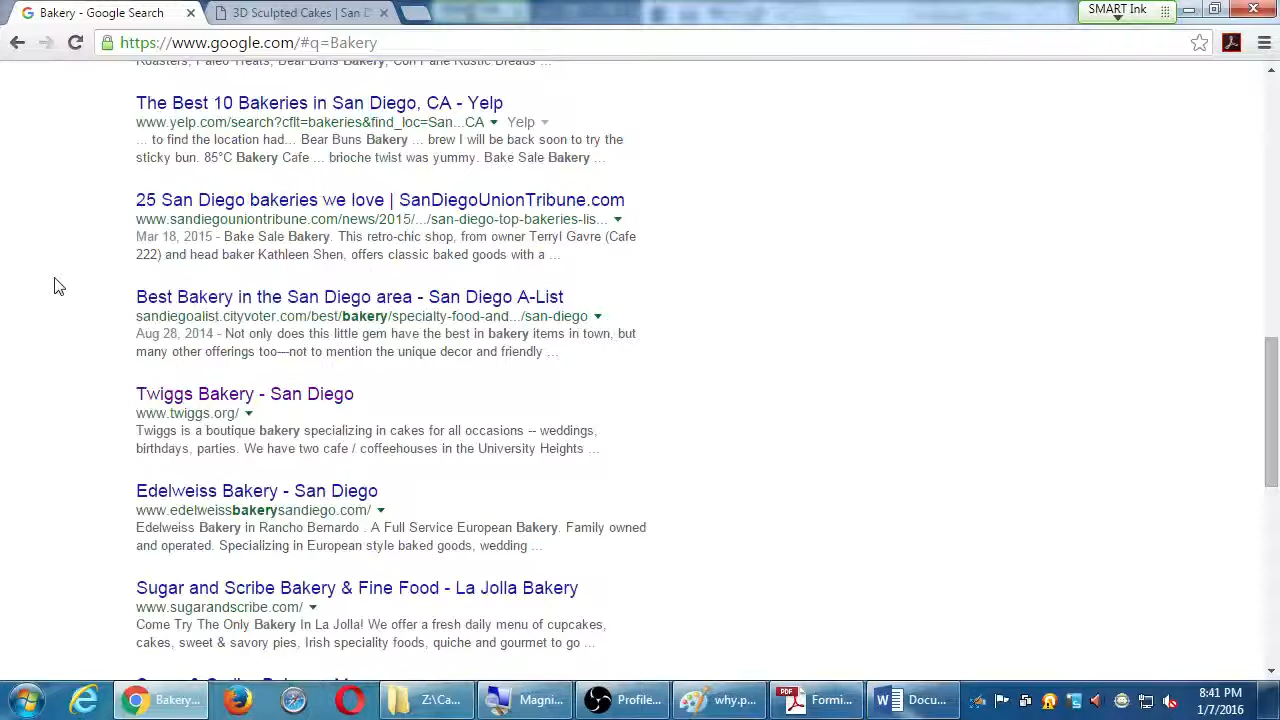 Bakery - Google Search
3D Sculpted Cakes | San D
SMART Ink
https://www.google.com/#q=Bakery
Roasters, Paleo Treats, Bear Buns Bakery, Con Pane Rustic Breads ...
The Best 10 Bakeries in San Diego, CA - Yelp
www.yelp.com/search?cflt=bakeries&find_loc=San...CA Yelp
... to find the location had... Bear Buns Bakery ... brew I will be back soon to try the
sticky bun. 85°C Bakery Cafe ... brioche twist was yummy. Bake Sale Bakery ...
25 San Diego bakeries we love | SanDiegoUnionTribune.com
www.sandiegouniontribune.com/news/2015/.../san-diego-top-bakeries-lis...
Mar 18, 2015 - Bake Sale Bakery. This retro-chic shop, from owner Terryl Gavre (Cafe
222) and head baker Kathleen Shen, offers classic baked goods with a ...
Best Bakery in the San Diego area - San Diego A-List
sandiegoalist.cityvoter.com/best/bakery/specialty-food-and.../san-diego
Aug 28, 2014 - Not only does this little gem have the best in bakery items in town, but
many other offerings too---not to mention the unique decor and friendly ...
Twiggs Bakery - San Diego
www.twiggs.org/
Twiggs is a boutique bakery specializing in cakes for all occasions -- weddings,
birthdays, parties. We have two cafe / coffeehouses in the University Heights ...
Edelweiss Bakery - San Diego
www.edelweissbakerysandiego.com/
Edelweiss Bakery in Rancho Bernardo . A Full Service European Bakery. Family owned
and operated. Specializing in European style baked goods, wedding ...
Sugar and Scribe Bakery & Fine Food - La Jolla Bakery
www.sugarandscribe.com/
Come Try The Only Bakery In La Jolla! We offer a fresh daily menu of cupcakes,
cakes, sweet & savory pies, Irish speciality foods, quiche and gourmet to go ...
Bakery...
Z:\Ca...
Magni...
Profile...
why.p...
PDF
Formi...
Docu...
8:41 PM
1/7/2016